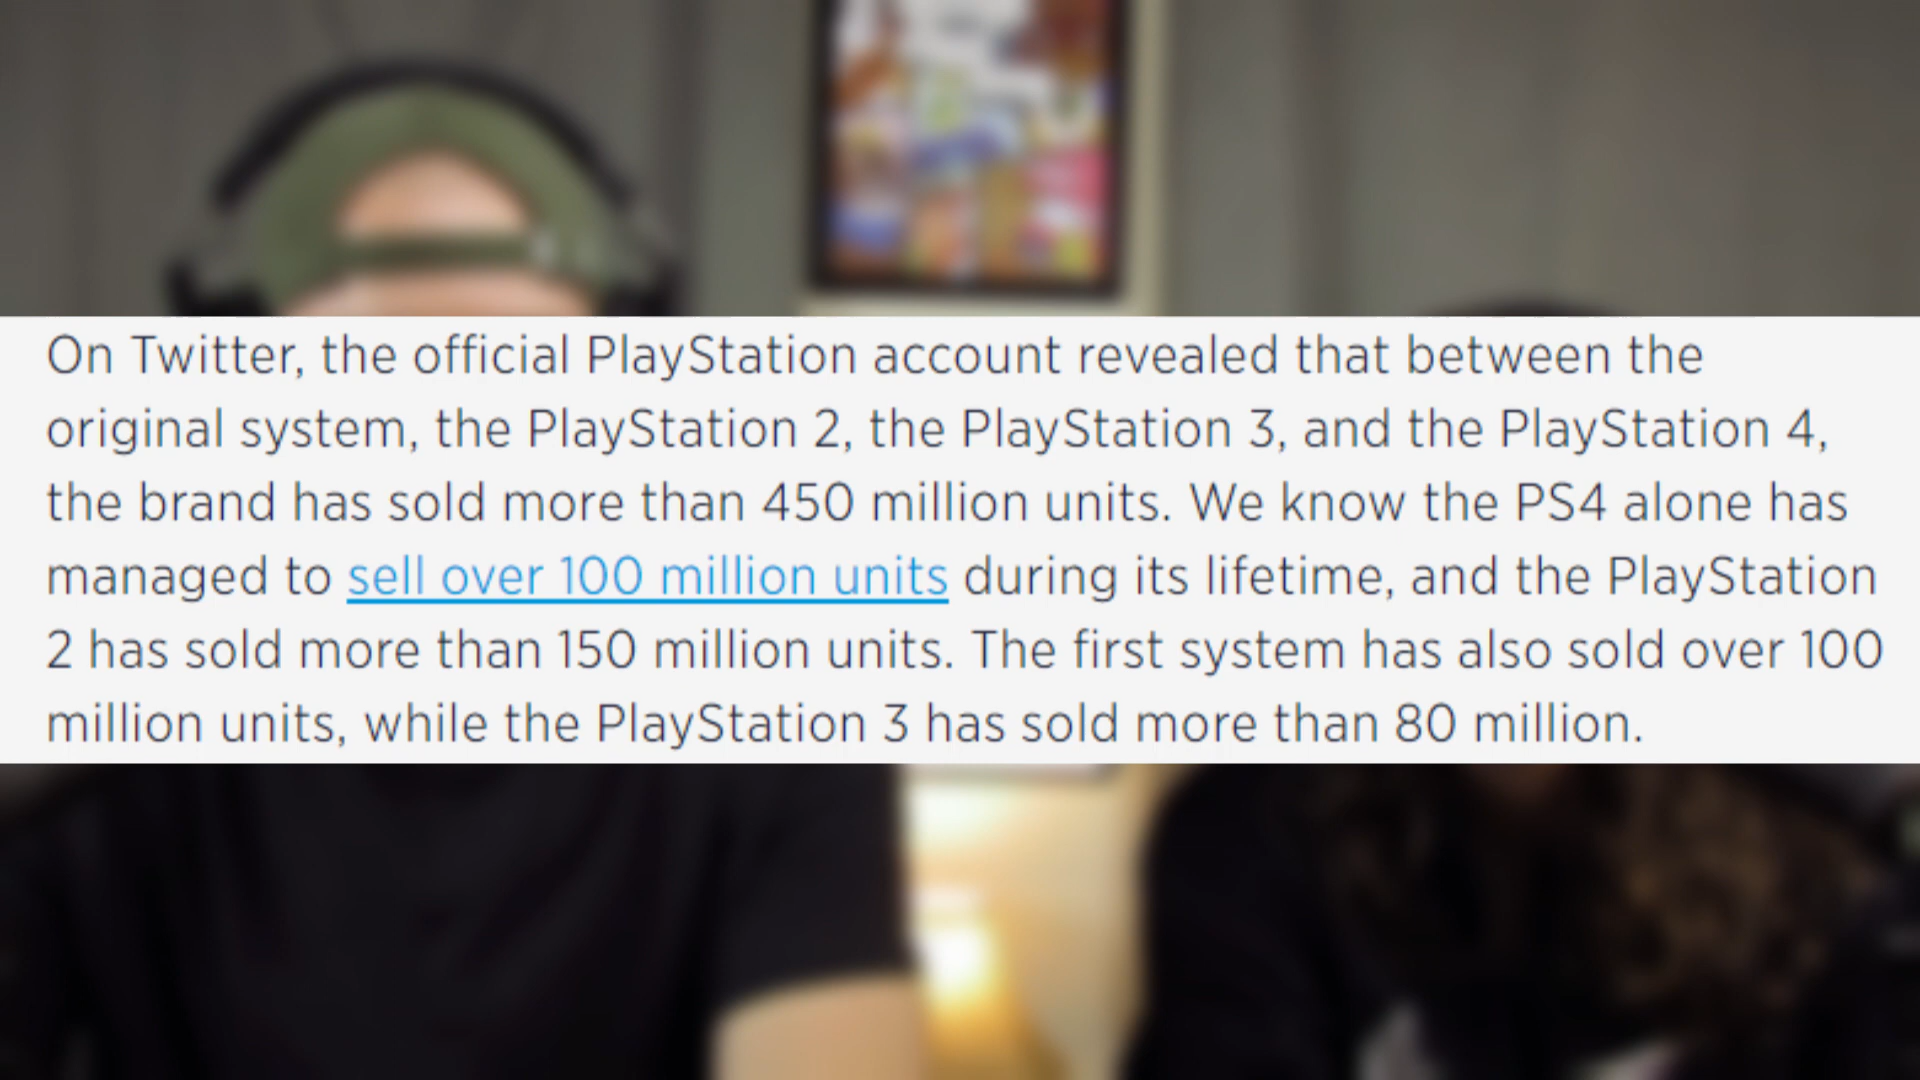 On Twitter, the official PlayStation account revealed that between the
original system, the PlayStation 2, the PlayStation 3, and the PlayStation 4,
the brand has sold more than 450 million units. We know the PS4 alone has
managed to sell over 100 million units during its lifetime, and the PlayStation
2 has sold more than 150 million units. The first system has also sold over 100
million units, while the PlayStation 3 has sold more than 80 million.